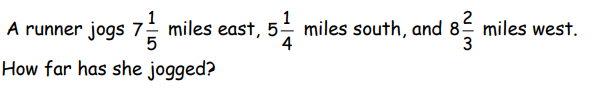 A runner jogs 7 1/5 miles east, 5 1/4 miles south, and 8 2/3 miles west.
How far has she jogged?